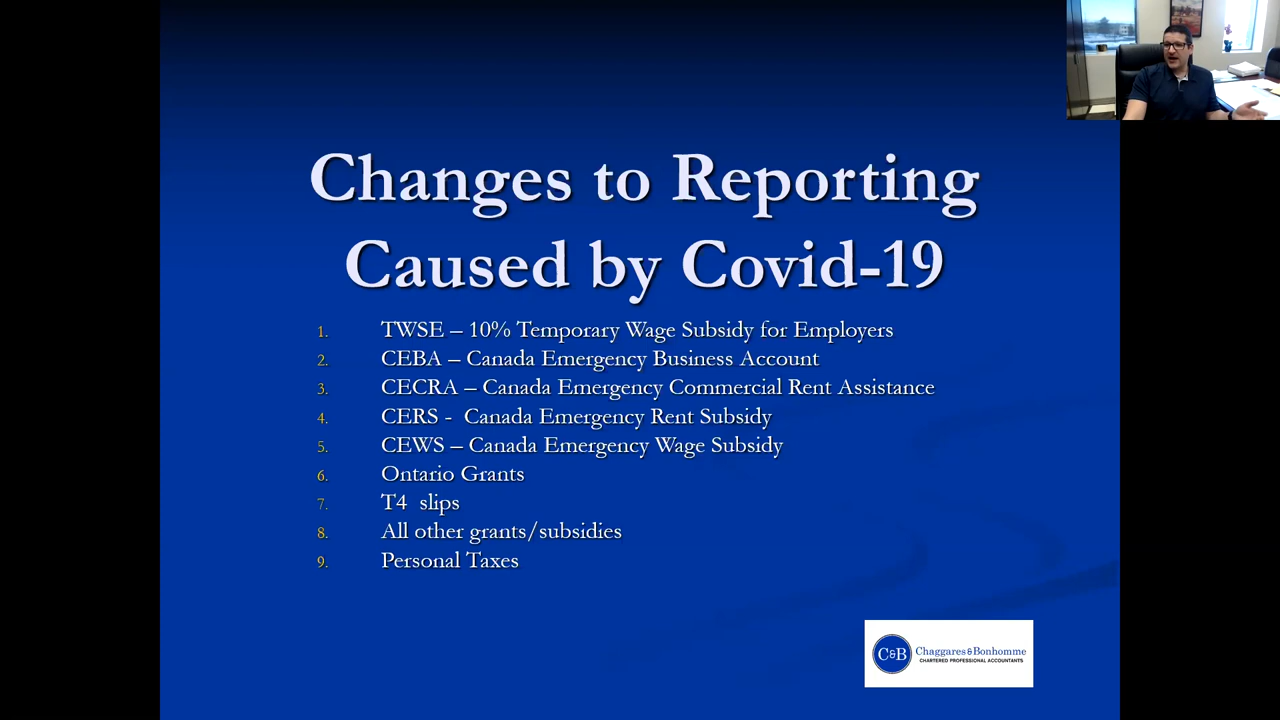 Changes to Reporting
Caused by Covid-19
1. TWSE – 10% Temporary Wage Subsidy for Employers
2. CEBA – Canada Emergency Business Account
3. CECRA – Canada Emergency Commercial Rent Assistance
4. CERS - Canada Emergency Rent Subsidy
5. CEWS – Canada Emergency Wage Subsidy
6. Ontario Grants
7. T4 slips
8. All other grants/subsidies
9. Personal Taxes
C&B
Chaggares & Bonhomme
CHARTERED PROFESSIONAL ACCOUNTANTS